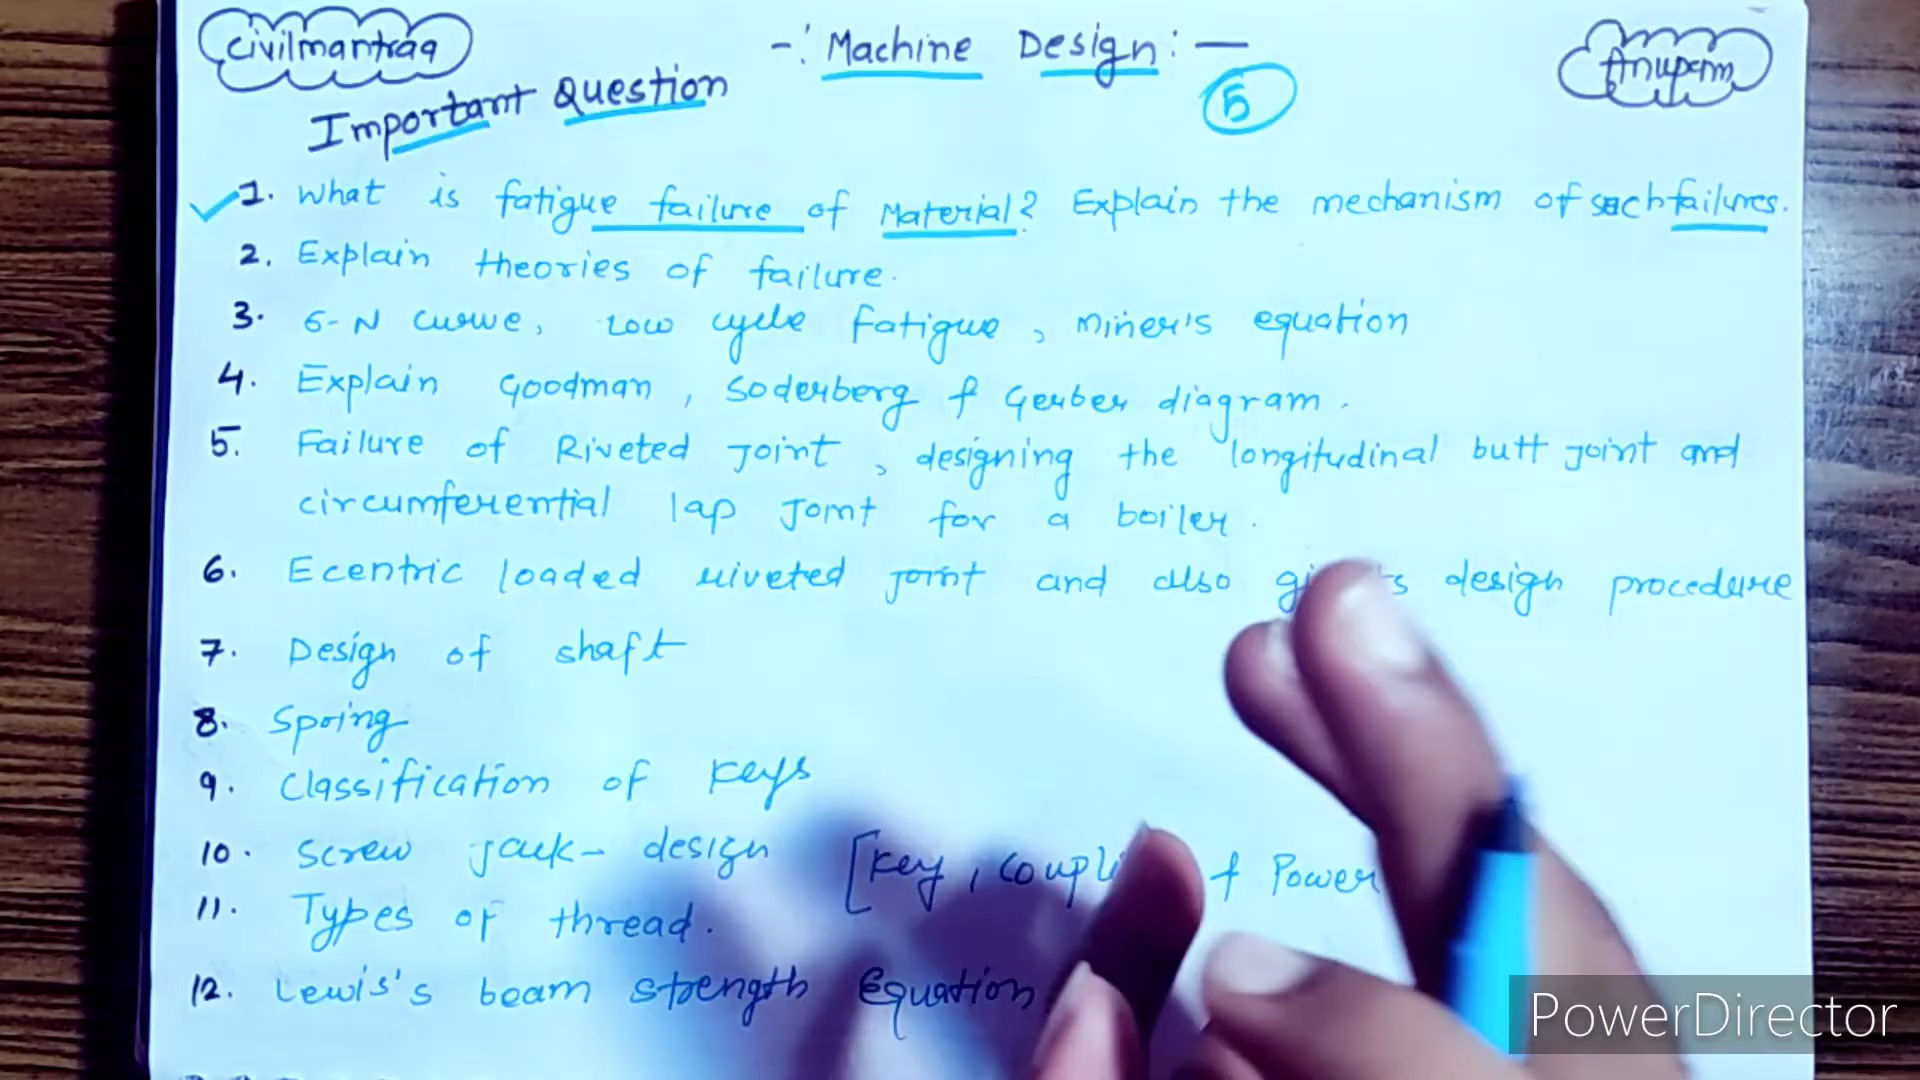 Civilmantraa
-: Machine Design :-
Anupam
Important Question
5
1. What is fatigue failure of Material? Explain the mechanism of such failures.
2. Explain theories of failure.
3. σ-N curve, Low cycle fatigue, Miner's equation
4. Explain Goodman, Soderberg & Gerber diagram.
5. Failure of Riveted Joint, designing the longitudinal butt joint and
circumferential lap Joint for a boiler.
6. Ecentric loaded riveted joint and also design procedure
7. Design of shaft
8. Spring
9. Classification of keys
10. Screw Jack - design [key, & Power
11. Types of thread.
12. Lewis's beam strength Equation
PowerDirector